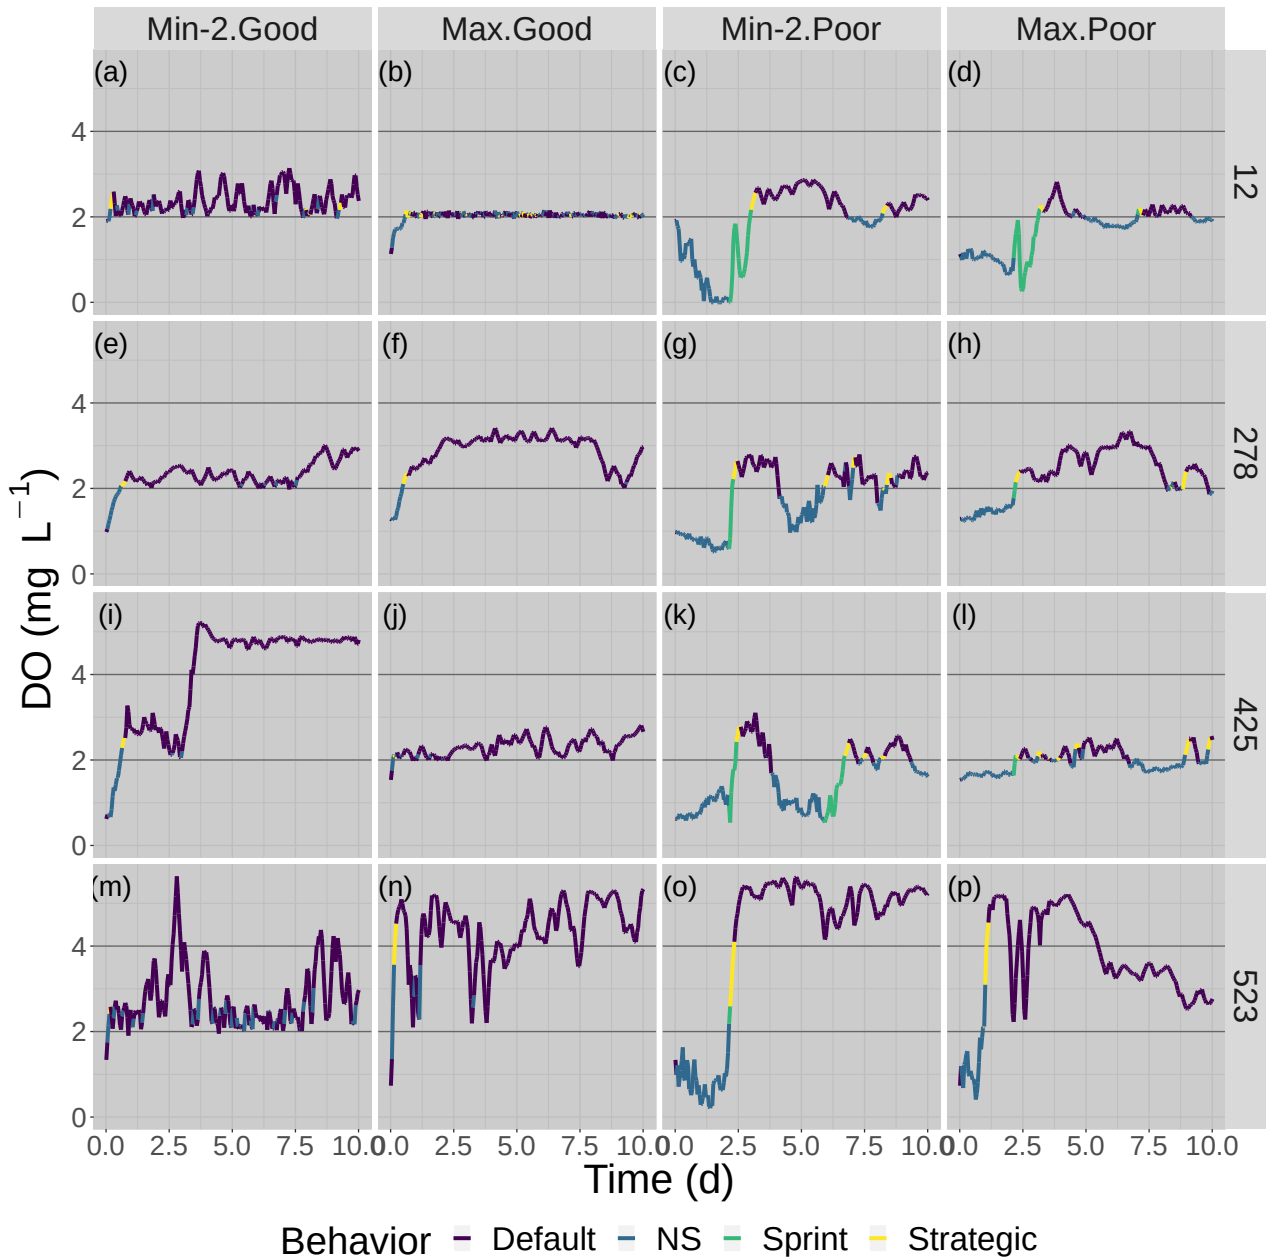 Min-2.Good Max.Good Min-2.Poor Max.Poor
(a) (b) (c) (d)
4
2
0
12
(e) (f) (g) (h)
4
2
0
278
(i) (j) (k) (l)
4
2
0
425
(m) (n) (o) (p)
4
2
0
523
DO (mg L⁻¹)
0.0 2.5 5.0 7.5 10.0 0.0 2.5 5.0 7.5 10.0 0.0 2.5 5.0 7.5 10.0 0.0 2.5 5.0 7.5 10.0
Time (d)
Behavior Default NS Sprint Strategic